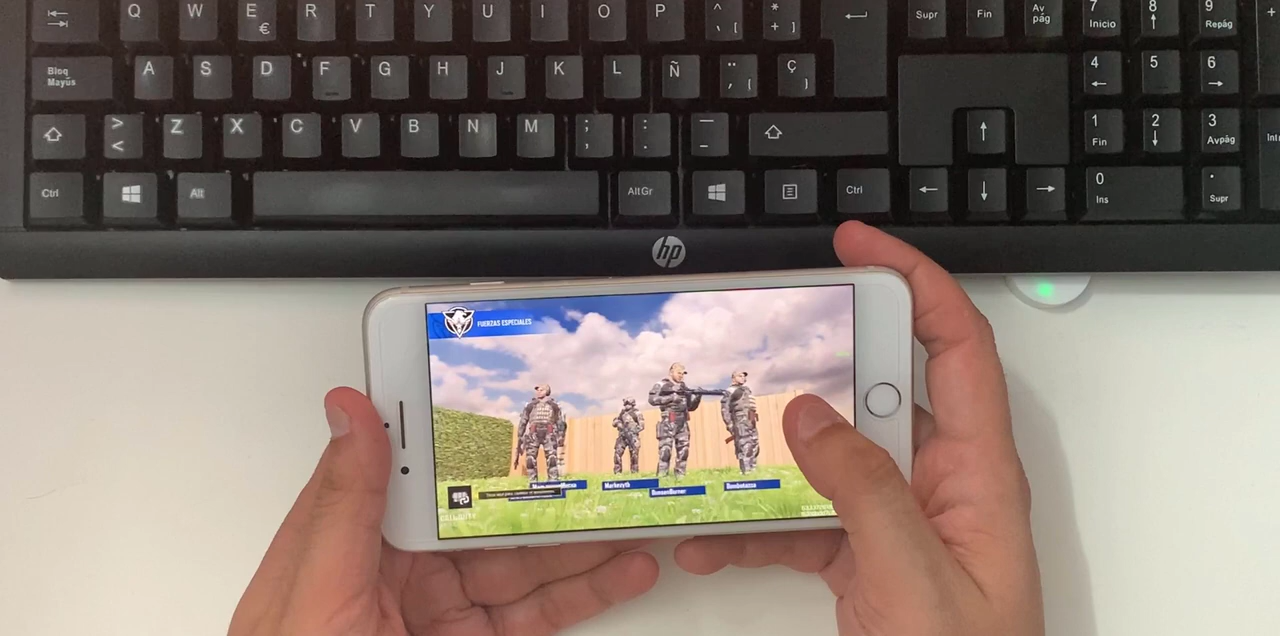 Q W E R T Y U I O P ^ * Supr Fin Av 7 8 9 +
€ ` [ + ] pág Inicio Repág
Bloq A S D F G H J K L Ñ ¨ Ç 4 5 6
Mayús ´ { }
> Z X C V B N M ; : — 1 2 3
< , . – Fin Avpág
Ctrl Alt AltGr Ctrl 0 .
Ins Supr
hp
FUERZAS ESPECIALES
Markezyth